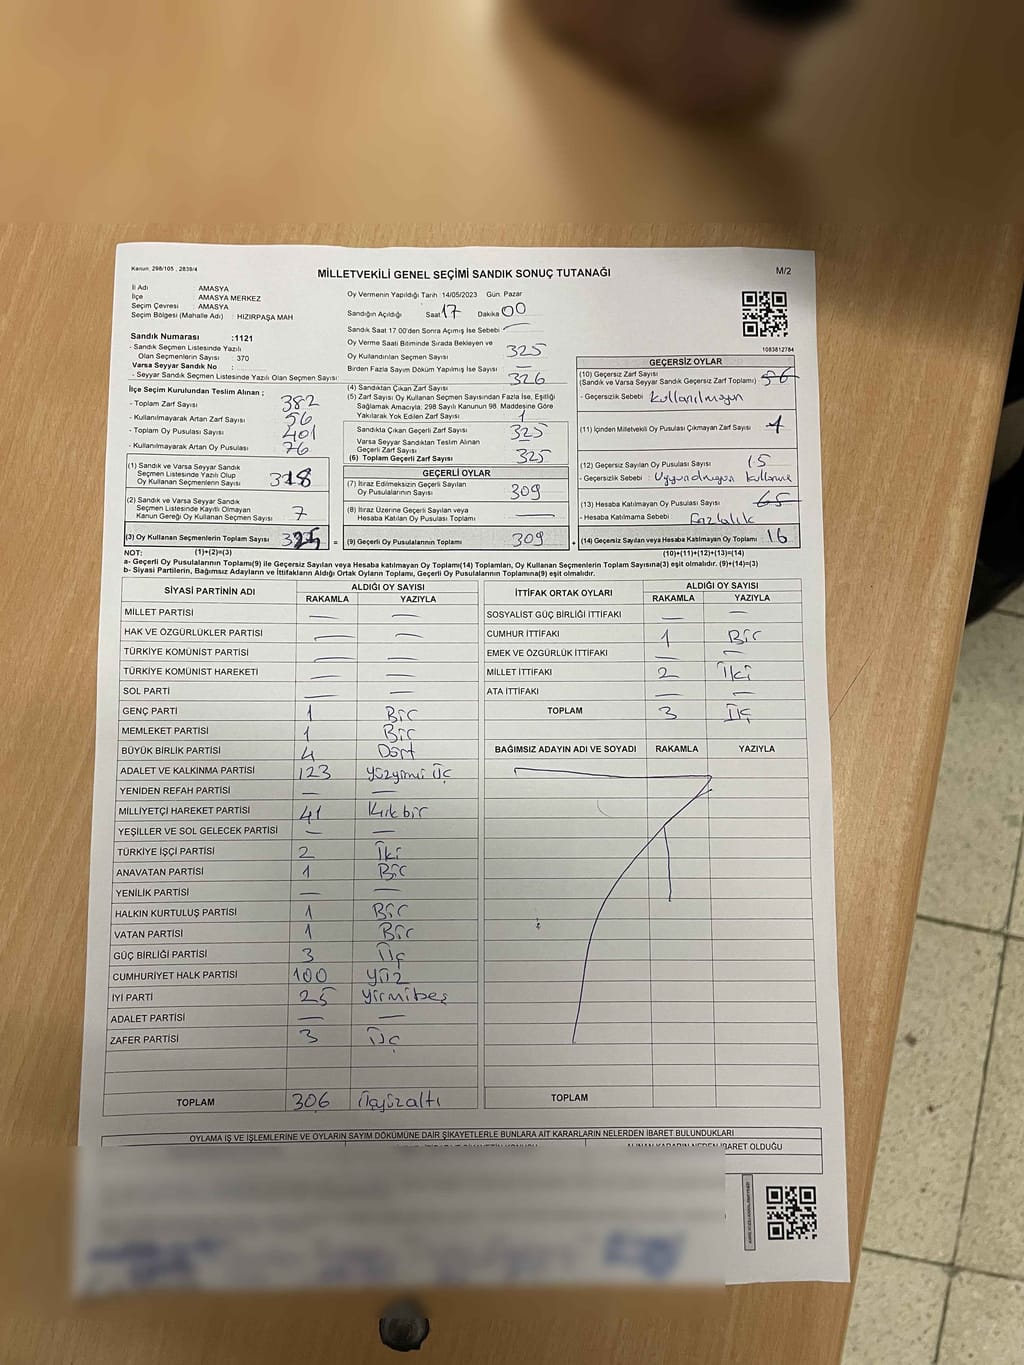 Kanun: 298/105 , 2839/4
MİLLETVEKİLİ GENEL SEÇİMİ SANDIK SONUÇ TUTANAĞI
M/2
İl Adı : AMASYA
İlçe : AMASYA MERKEZ
Seçim Çevresi : AMASYA
Seçim Bölgesi (Mahalle Adı) : HIZIRPAŞA MAH
Sandık Numarası :1121
- Sandık Seçmen Listesinde Yazılı
Olan Seçmenlerin Sayısı : 370
Varsa Seyyar Sandık No :
- Seyyar Sandık Seçmen Listesinde Yazılı Olan Seçmen Sayısı:
Oy Vermenin Yapıldığı Tarih :14/05/2023 Gün: Pazar
Sandığın Açıldığı Saat 17 Dakika 00
Sandık Saat 17 00'den Sonra Açımış İse Sebebi:
Oy Verme Saati Bitiminde Sırada Bekleyen ve
Oy Kullandırılan Seçmen Sayısı 325
Birden Fazla Sayım Döküm Yapılmış İse Sayısı :
1083812784
İlçe Seçim Kurulundan Teslim Alınan ;
- Toplam Zarf Sayısı 382
- Kullanılmayarak Artan Zarf Sayısı 56
- Toplam Oy Pusulası Sayısı 401
- Kullanılmayarak Artan Oy Pusulası 76
(1) Sandık ve Varsa Seyyar Sandık
Seçmen Listesinde Yazılı Olup
Oy Kullanan Seçmenlerin Sayısı 318
(2) Sandık ve Varsa Seyyar Sandık
Seçmen Listesinde Kayıtlı Olmayan
Kanun Gereği Oy Kullanan Seçmen Sayısı 7
(3) Oy Kullanan Seçmenlerin Toplam Sayısı 325 =
(1)+(2)=(3)
(4) Sandıktan Çıkan Zarf Sayısı 326
(5) Zarf Sayısı Oy Kullanan Seçmen Sayısından Fazla İse, Eşitliği
Sağlamak Amacıyla, 298 Sayılı Kanunun 98. Maddesine Göre
Yakılarak Yok Edilen Zarf Sayısı 1
Sandıkta Çıkan Geçerli Zarf Sayısı 325
Varsa Seyyar Sandıktan Teslim Alınan
Geçerli Zarf Sayısı
(6) Toplam Geçerli Zarf Sayısı 325
GEÇERLİ OYLAR
(7) İtiraz Edilmeksizin Geçerli Sayılan
Oy Pusulalarının Sayısı 309
(8) İtiraz Üzerine Geçerli Sayılan veya
Hesaba Katılan Oy Pusulası Toplamı
(9) Geçerli Oy Pusulalarının Toplamı 309 +
GEÇERSİZ OYLAR
(10) Geçersiz Zarf Sayısı
(Sandık ve Varsa Seyyar Sandık Geçersiz Zarf Toplamı) : 56
- Geçersizlik Sebebi kullanılmayan
(11) İçinden Milletvekili Oy Pusulası Çıkmayan Zarf Sayısı 1
(12) Geçersiz Sayılan Oy Pusulası Sayısı 15
- Geçersizlik Sebebi :
(13) Hesaba Katılmayan Oy Pusulası Sayısı 65
- Hesaba Katılmama Sebebi : Fazlalık
(14) Geçersiz Sayılan veya Hesaba Katılmayan Oy Toplamı 16
(10)+(11)+(12)+(13)=(14)
NOT:
a- Geçerli Oy Pusulalarının Toplamı(9) ile Geçersiz Sayılan veya Hesaba Katılmayan Oy Toplamı(14) Toplamları, Oy Kullanan Seçmenlerin Toplam Sayısına(3) eşit olmalıdır. (9)+(14)=(3)
b- Siyasi Partilerin, Bağımsız Adayların ve İttifakların Aldığı Ortak Oyların Toplamı, Geçerli Oy Pusulalarının Toplamına(9) eşit olmalıdır.
SİYASİ PARTİNİN ADI ALDIĞI OY SAYISI
RAKAMLA YAZIYLA
MİLLET PARTİSİ
HAK VE ÖZGÜRLÜKLER PARTİSİ
TÜRKİYE KOMÜNİST PARTİSİ
TÜRKİYE KOMÜNİST HAREKETİ
SOL PARTİ
GENÇ PARTİ 1 Bir
MEMLEKET PARTİSİ 1 Bir
BÜYÜK BİRLİK PARTİSİ 4 Dört
ADALET VE KALKINMA PARTİSİ 123 Yüzyirmi Üç
YENİDEN REFAH PARTİSİ
MİLLİYETÇİ HAREKET PARTİSİ 41 Kırkbir
YEŞİLLER VE SOL GELECEK PARTİSİ
TÜRKİYE İŞÇİ PARTİSİ 2 İki
ANAVATAN PARTİSİ 1 Bir
YENİLİK PARTİSİ
HALKIN KURTULUŞ PARTİSİ 1 Bir
VATAN PARTİSİ 1 Bir
GÜÇ BİRLİĞİ PARTİSİ 3 Üç
CUMHURİYET HALK PARTİSİ 100 Yüz
İYİ PARTİ 25 Yirmibeş
ADALET PARTİSİ
ZAFER PARTİSİ 3 Üç
TOPLAM 306 Üçyüzaltı
İTTİFAK ORTAK OYLARI ALDIĞI OY SAYISI
RAKAMLA YAZIYLA
SOSYALİST GÜÇ BİRLİĞİ İTTİFAKI
CUMHUR İTTİFAKI 1 Bir
EMEK VE ÖZGÜRLÜK İTTİFAKI
MİLLET İTTİFAKI 2 İki
ATA İTTİFAKI
TOPLAM 3 Üç
BAĞIMSIZ ADAYIN ADI VE SOYADI RAKAMLA YAZIYLA
TOPLAM
OYLAMA İŞ VE İŞLEMLERİNE VE OYLARIN SAYIM DÖKÜMÜNE DAİR ŞİKAYETLERLE BUNLARA AİT KARARLARIN NELERDEN İBARET BULUNDUKLARI
ALINAN KARARIN NEDEN İBARET OLDUĞU